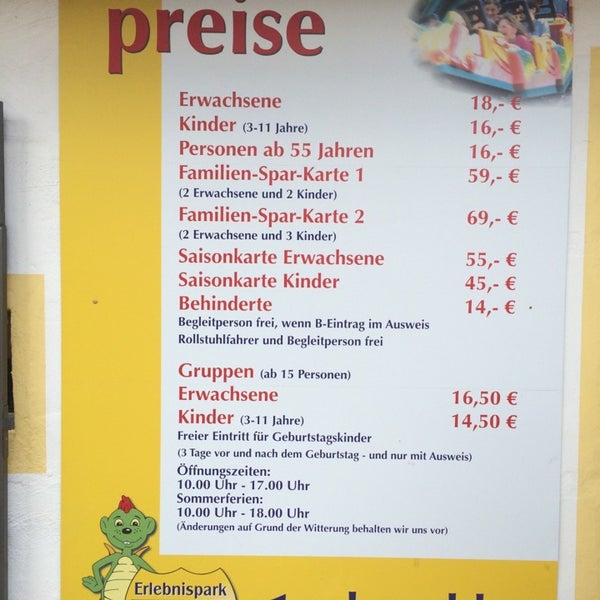 preise
Erwachsene 18,- €
Kinder (3-11 Jahre) 16,- €
Personen ab 55 Jahren 16,- €
Familien-Spar-Karte 1 59,- €
(2 Erwachsene und 2 Kinder)
Familien-Spar-Karte 2 69,- €
(2 Erwachsene und 3 Kinder)
Saisonkarte Erwachsene 55,- €
Saisonkarte Kinder 45,- €
Behinderte 14,- €
Begleitperson frei, wenn B-Eintrag im Ausweis
Rollstuhlfahrer und Begleitperson frei
Gruppen (ab 15 Personen)
Erwachsene 16,50 €
Kinder (3-11 Jahre) 14,50 €
Freier Eintritt für Geburtstagskinder
(3 Tage vor und nach dem Geburtstag - und nur mit Ausweis)
Öffnungszeiten:
10.00 Uhr - 17.00 Uhr
Sommerferien:
10.00 Uhr - 18.00 Uhr
(Änderungen auf Grund der Witterung behalten wir uns vor)
Erlebnispark